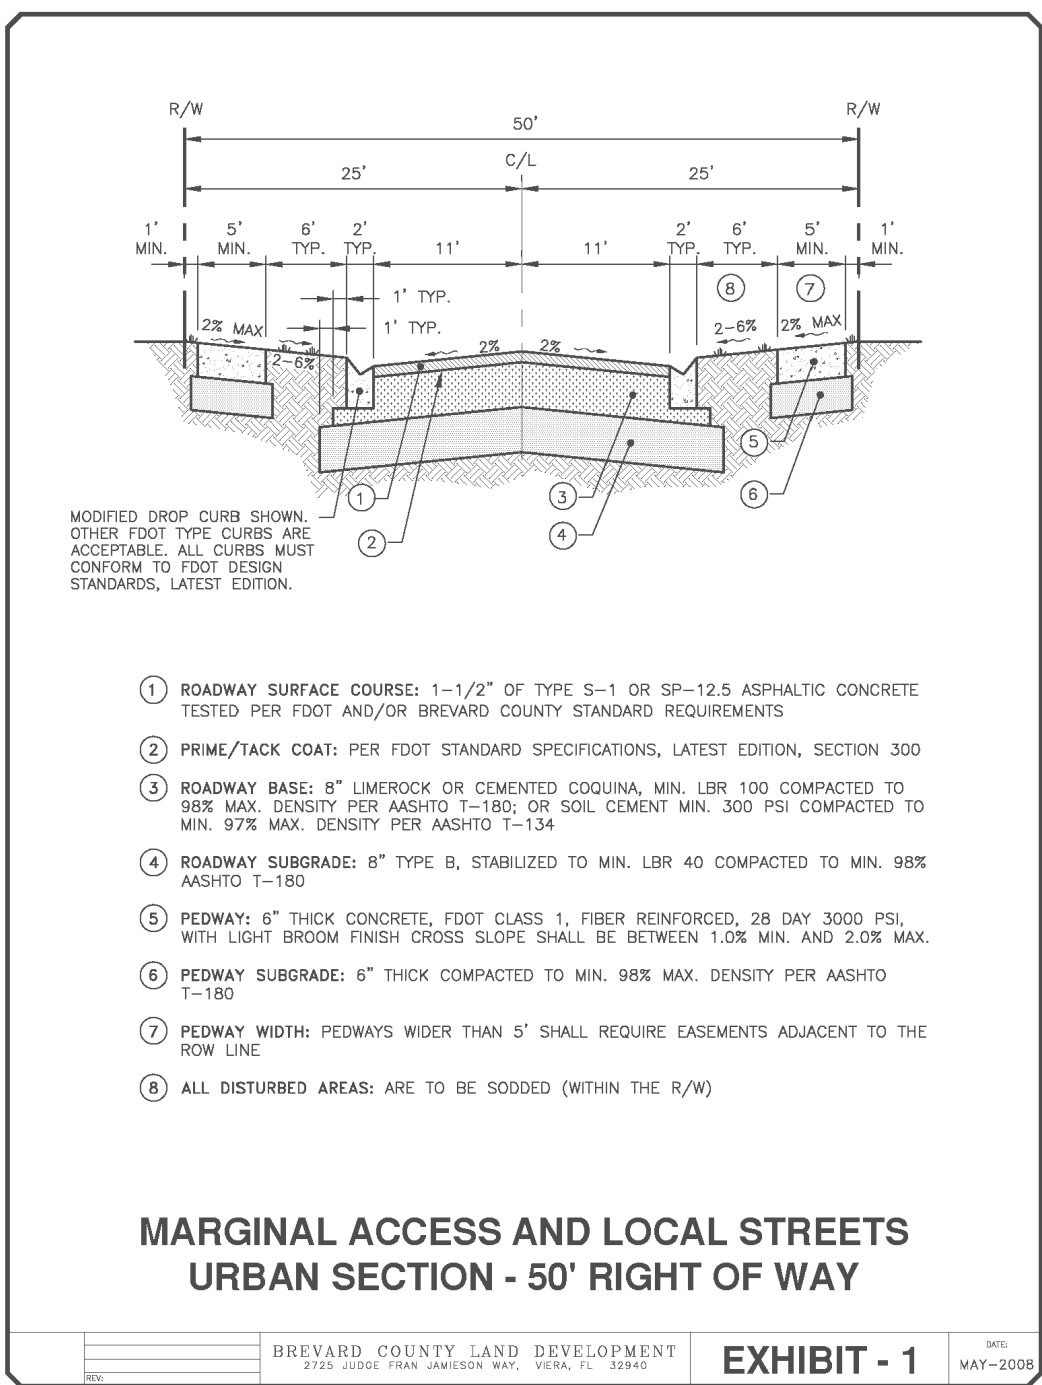 R/W R/W
50'
C/L
25' 25'
1' 5' 6' 2' 11' 11' 2' 6' 5' 1'
MIN. MIN. TYP. TYP. TYP. TYP. MIN. MIN.
8 7
1' TYP.
1' TYP.
2% MAX 2-6% 2% MAX
2% 2%
2-6%
5
6
1 3
2 4
MODIFIED DROP CURB SHOWN.
OTHER FDOT TYPE CURBS ARE
ACCEPTABLE. ALL CURBS MUST
CONFORM TO FDOT DESIGN
STANDARDS, LATEST EDITION.
1 ROADWAY SURFACE COURSE: 1-1/2" OF TYPE S-1 OR SP-12.5 ASPHALTIC CONCRETE
TESTED PER FDOT AND/OR BREVARD COUNTY STANDARD REQUIREMENTS
2 PRIME/TACK COAT: PER FDOT STANDARD SPECIFICATIONS, LATEST EDITION, SECTION 300
3 ROADWAY BASE: 8" LIMEROCK OR CEMENTED COQUINA, MIN. LBR 100 COMPACTED TO
98% MAX. DENSITY PER AASHTO T-180; OR SOIL CEMENT MIN. 300 PSI COMPACTED TO
MIN. 97% MAX. DENSITY PER AASHTO T-134
4 ROADWAY SUBGRADE: 8" TYPE B, STABILIZED TO MIN. LBR 40 COMPACTED TO MIN. 98%
AASHTO T-180
5 PEDWAY: 6" THICK CONCRETE, FDOT CLASS 1, FIBER REINFORCED, 28 DAY 3000 PSI,
WITH LIGHT BROOM FINISH CROSS SLOPE SHALL BE BETWEEN 1.0% MIN. AND 2.0% MAX.
6 PEDWAY SUBGRADE: 6" THICK COMPACTED TO MIN. 98% MAX. DENSITY PER AASHTO
T-180
7 PEDWAY WIDTH: PEDWAYS WIDER THAN 5' SHALL REQUIRE EASEMENTS ADJACENT TO THE
ROW LINE
8 ALL DISTURBED AREAS: ARE TO BE SODDED (WITHIN THE R/W)
MARGINAL ACCESS AND LOCAL STREETS
URBAN SECTION - 50' RIGHT OF WAY
REV:
BREVARD COUNTY LAND DEVELOPMENT
2725 JUDGE FRAN JAMIESON WAY, VIERA, FL 32940
EXHIBIT - 1
DATE:
MAY-2008